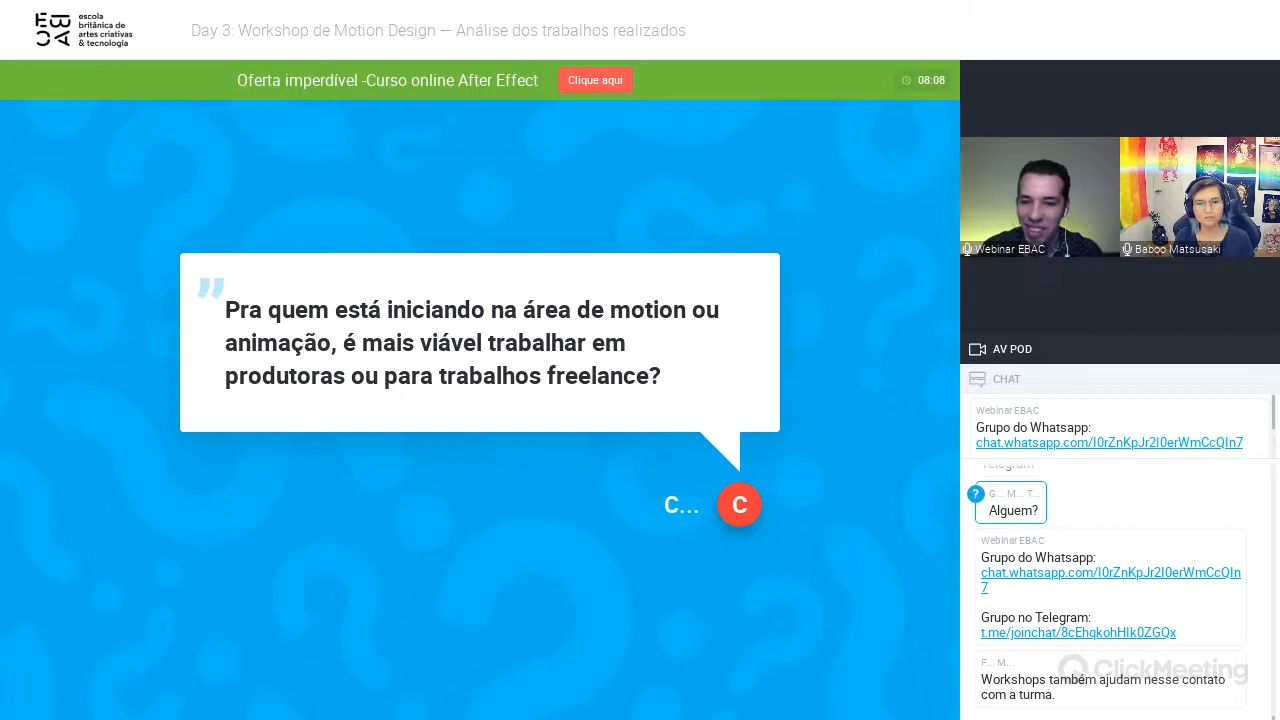 escola
britânica de
artes criativas
& tecnologia
Day 3: Workshop de Motion Design — Análise dos trabalhos realizados
Oferta imperdível -Curso online After Effect
Clique aqui
08:08
Pra quem está iniciando na área de motion ou
animação, é mais viável trabalhar em
produtoras ou para trabalhos freelance?
C...
C
Webinar EBAC
Baboo Matsusaki
AV POD
CHAT
Webinar EBAC
Grupo do Whatsapp:
chat.whatsapp.com/I0rZnKpJr2I0erWmCcQIn7
Telegram
?
G... M... T...
Alguem?
Webinar EBAC
Grupo do Whatsapp:
chat.whatsapp.com/I0rZnKpJr2I0erWmCcQIn
7
Grupo no Telegram:
t.me/joinchat/8cEhqkohHIk0ZGQx
F... M...
ClickMeeting
Workshops também ajudam nesse contato
com a turma.